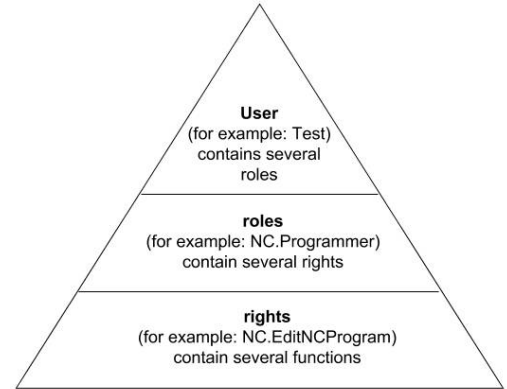 User
(for example: Test)
contains several
roles
roles
(for example: NC.Programmer)
contain several rights
rights
(for example: NC.EditNCProgram)
contain several functions